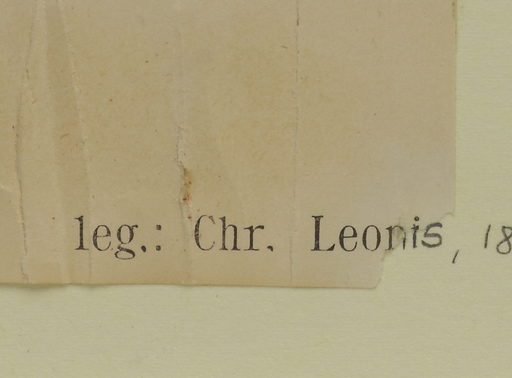 leg.: Chr. Leonis, 18